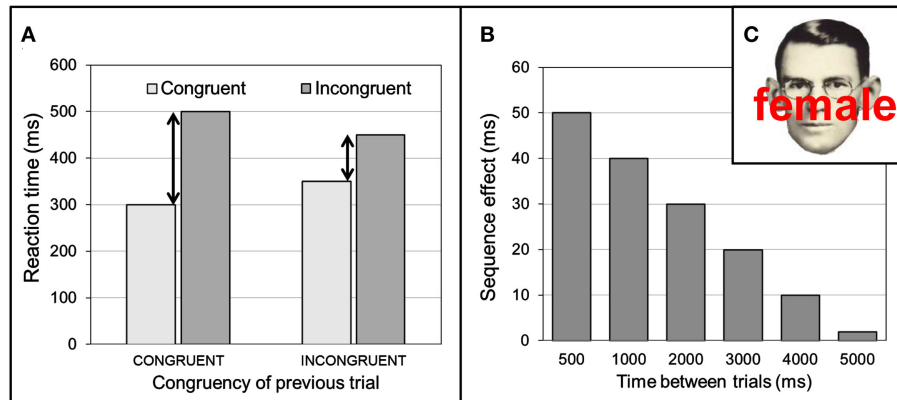 A
Reaction time (ms)
600
500
400
300
200
100
0
Congruent
Incongruent
CONGRUENT
INCONGRUENT
Congruency of previous trial
B
Sequence effect (ms)
60
50
40
30
20
10
0
500
1000
2000
3000
4000
5000
Time between trials (ms)
C
female